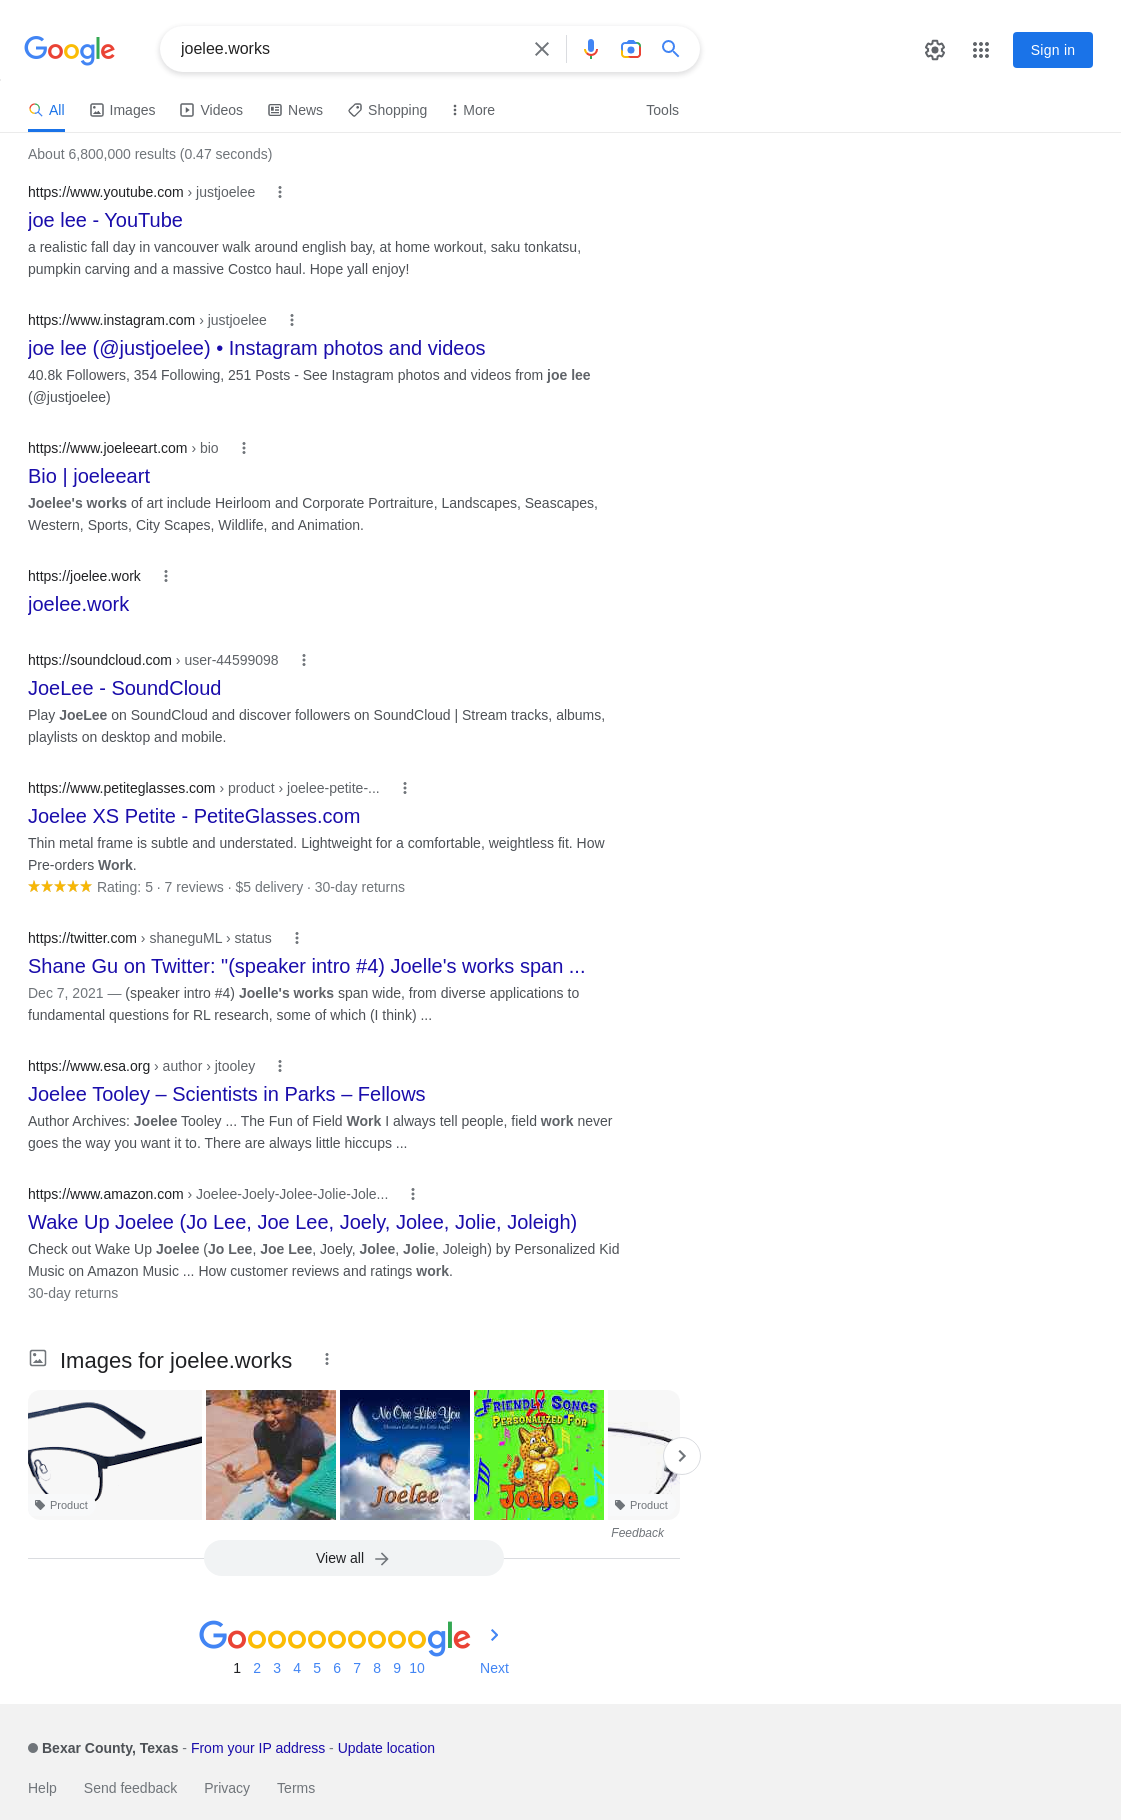 Google
joelee.works
Sign in
All Images Videos News Shopping More Tools
About 6,800,000 results (0.47 seconds)
https://www.youtube.com › justjoelee
joe lee - YouTube
a realistic fall day in vancouver walk around english bay, at home workout, saku tonkatsu,
pumpkin carving and a massive Costco haul. Hope yall enjoy!
https://www.instagram.com › justjoelee
joe lee (@justjoelee) • Instagram photos and videos
40.8k Followers, 354 Following, 251 Posts - See Instagram photos and videos from joe lee
(@justjoelee)
https://www.joeleeart.com › bio
Bio | joeleeart
Joelee's works of art include Heirloom and Corporate Portraiture, Landscapes, Seascapes,
Western, Sports, City Scapes, Wildlife, and Animation.
https://joelee.work
joelee.work
https://soundcloud.com › user-44599098
JoeLee - SoundCloud
Play JoeLee on SoundCloud and discover followers on SoundCloud | Stream tracks, albums,
playlists on desktop and mobile.
https://www.petiteglasses.com › product › joelee-petite-...
Joelee XS Petite - PetiteGlasses.com
Thin metal frame is subtle and understated. Lightweight for a comfortable, weightless fit. How
Pre-orders Work.
Rating: 5 · 7 reviews · $5 delivery · 30-day returns
https://twitter.com › shaneguML › status
Shane Gu on Twitter: "(speaker intro #4) Joelle's works span ...
Dec 7, 2021 — (speaker intro #4) Joelle's works span wide, from diverse applications to
fundamental questions for RL research, some of which (I think) ...
https://www.esa.org › author › jtooley
Joelee Tooley – Scientists in Parks – Fellows
Author Archives: Joelee Tooley ... The Fun of Field Work I always tell people, field work never
goes the way you want it to. There are always little hiccups ...
https://www.amazon.com › Joelee-Joely-Jolee-Jolie-Jole...
Wake Up Joelee (Jo Lee, Joe Lee, Joely, Jolee, Jolie, Joleigh)
Check out Wake Up Joelee (Jo Lee, Joe Lee, Joely, Jolee, Jolie, Joleigh) by Personalized Kid
Music on Amazon Music ... How customer reviews and ratings work.
30-day returns
Images for joelee.works
Product
No One Like You
Joelee
FRIENDLY SONGS
PERSONALIZED FOR
Joelee
Product
Feedback
View all
Goooooooooogle
1 2 3 4 5 6 7 8 9 10 Next
Bexar County, Texas - From your IP address - Update location
Help Send feedback Privacy Terms